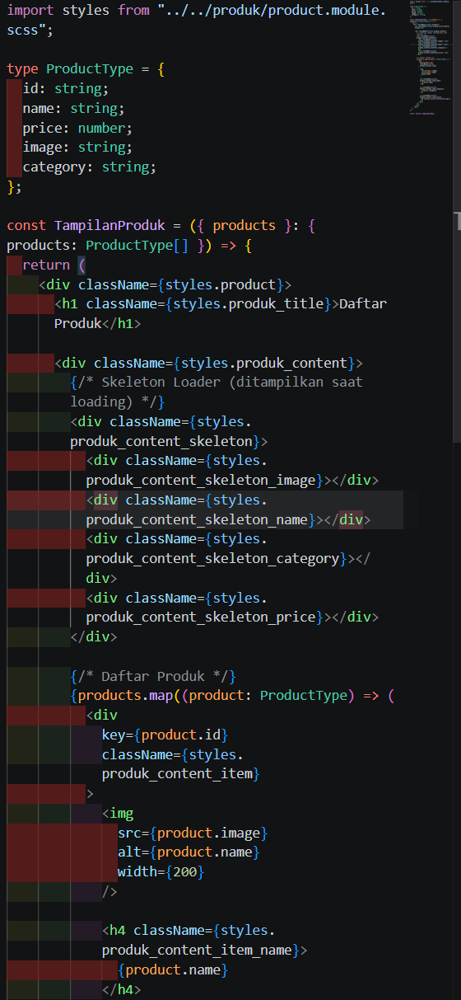 import styles from "../../produk/product.module.
scss";
type ProductType = {
id: string;
name: string;
price: number;
image: string;
category: string;
};
const TampilanProduk = ({ products }: {
products: ProductType[] }) => {
return (
<div className={styles.product}>
<h1 className={styles.produk_title}>Daftar
Produk</h1>
<div className={styles.produk_content}>
{/* Skeleton Loader (ditampilkan saat
loading) */}
<div className={styles.
produk_content_skeleton}>
<div className={styles.
produk_content_skeleton_image}></div>
<div className={styles.
produk_content_skeleton_name}></div>
<div className={styles.
produk_content_skeleton_category}></
div>
<div className={styles.
produk_content_skeleton_price}></div>
</div>
{/* Daftar Produk */}
{products.map((product: ProductType) => (
<div
key={product.id}
className={styles.
produk_content_item}
>
<img
src={product.image}
alt={product.name}
width={200}
/>
<h4 className={styles.
produk_content_item_name}>
{product.name}
</h4>